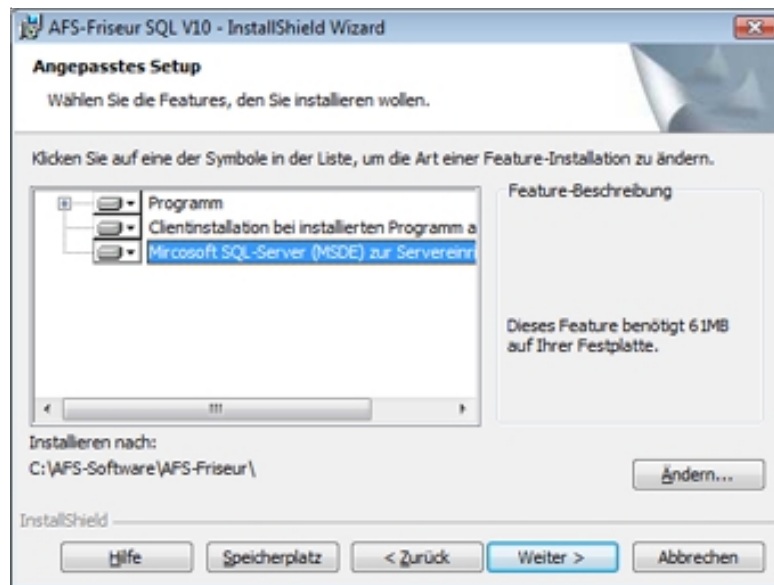 AFS-Friseur SQL V10 - InstallShield Wizard
Angepasstes Setup
Wählen Sie die Features, den Sie installieren wollen.
Klicken Sie auf eine der Symbole in der Liste, um die Art einer Feature-Installation zu ändern.
Programm
Clientinstallation bei installierten Programm a
Mircosoft SQL-Server (MSDE) zur Servereinri
Feature-Beschreibung
Dieses Feature benötigt 61MB
auf Ihrer Festplatte.
Installieren nach:
C:\AFS-Software\AFS-Friseur\
Ändern...
InstallShield
Hilfe
Speicherplatz
< Zurück
Weiter >
Abbrechen